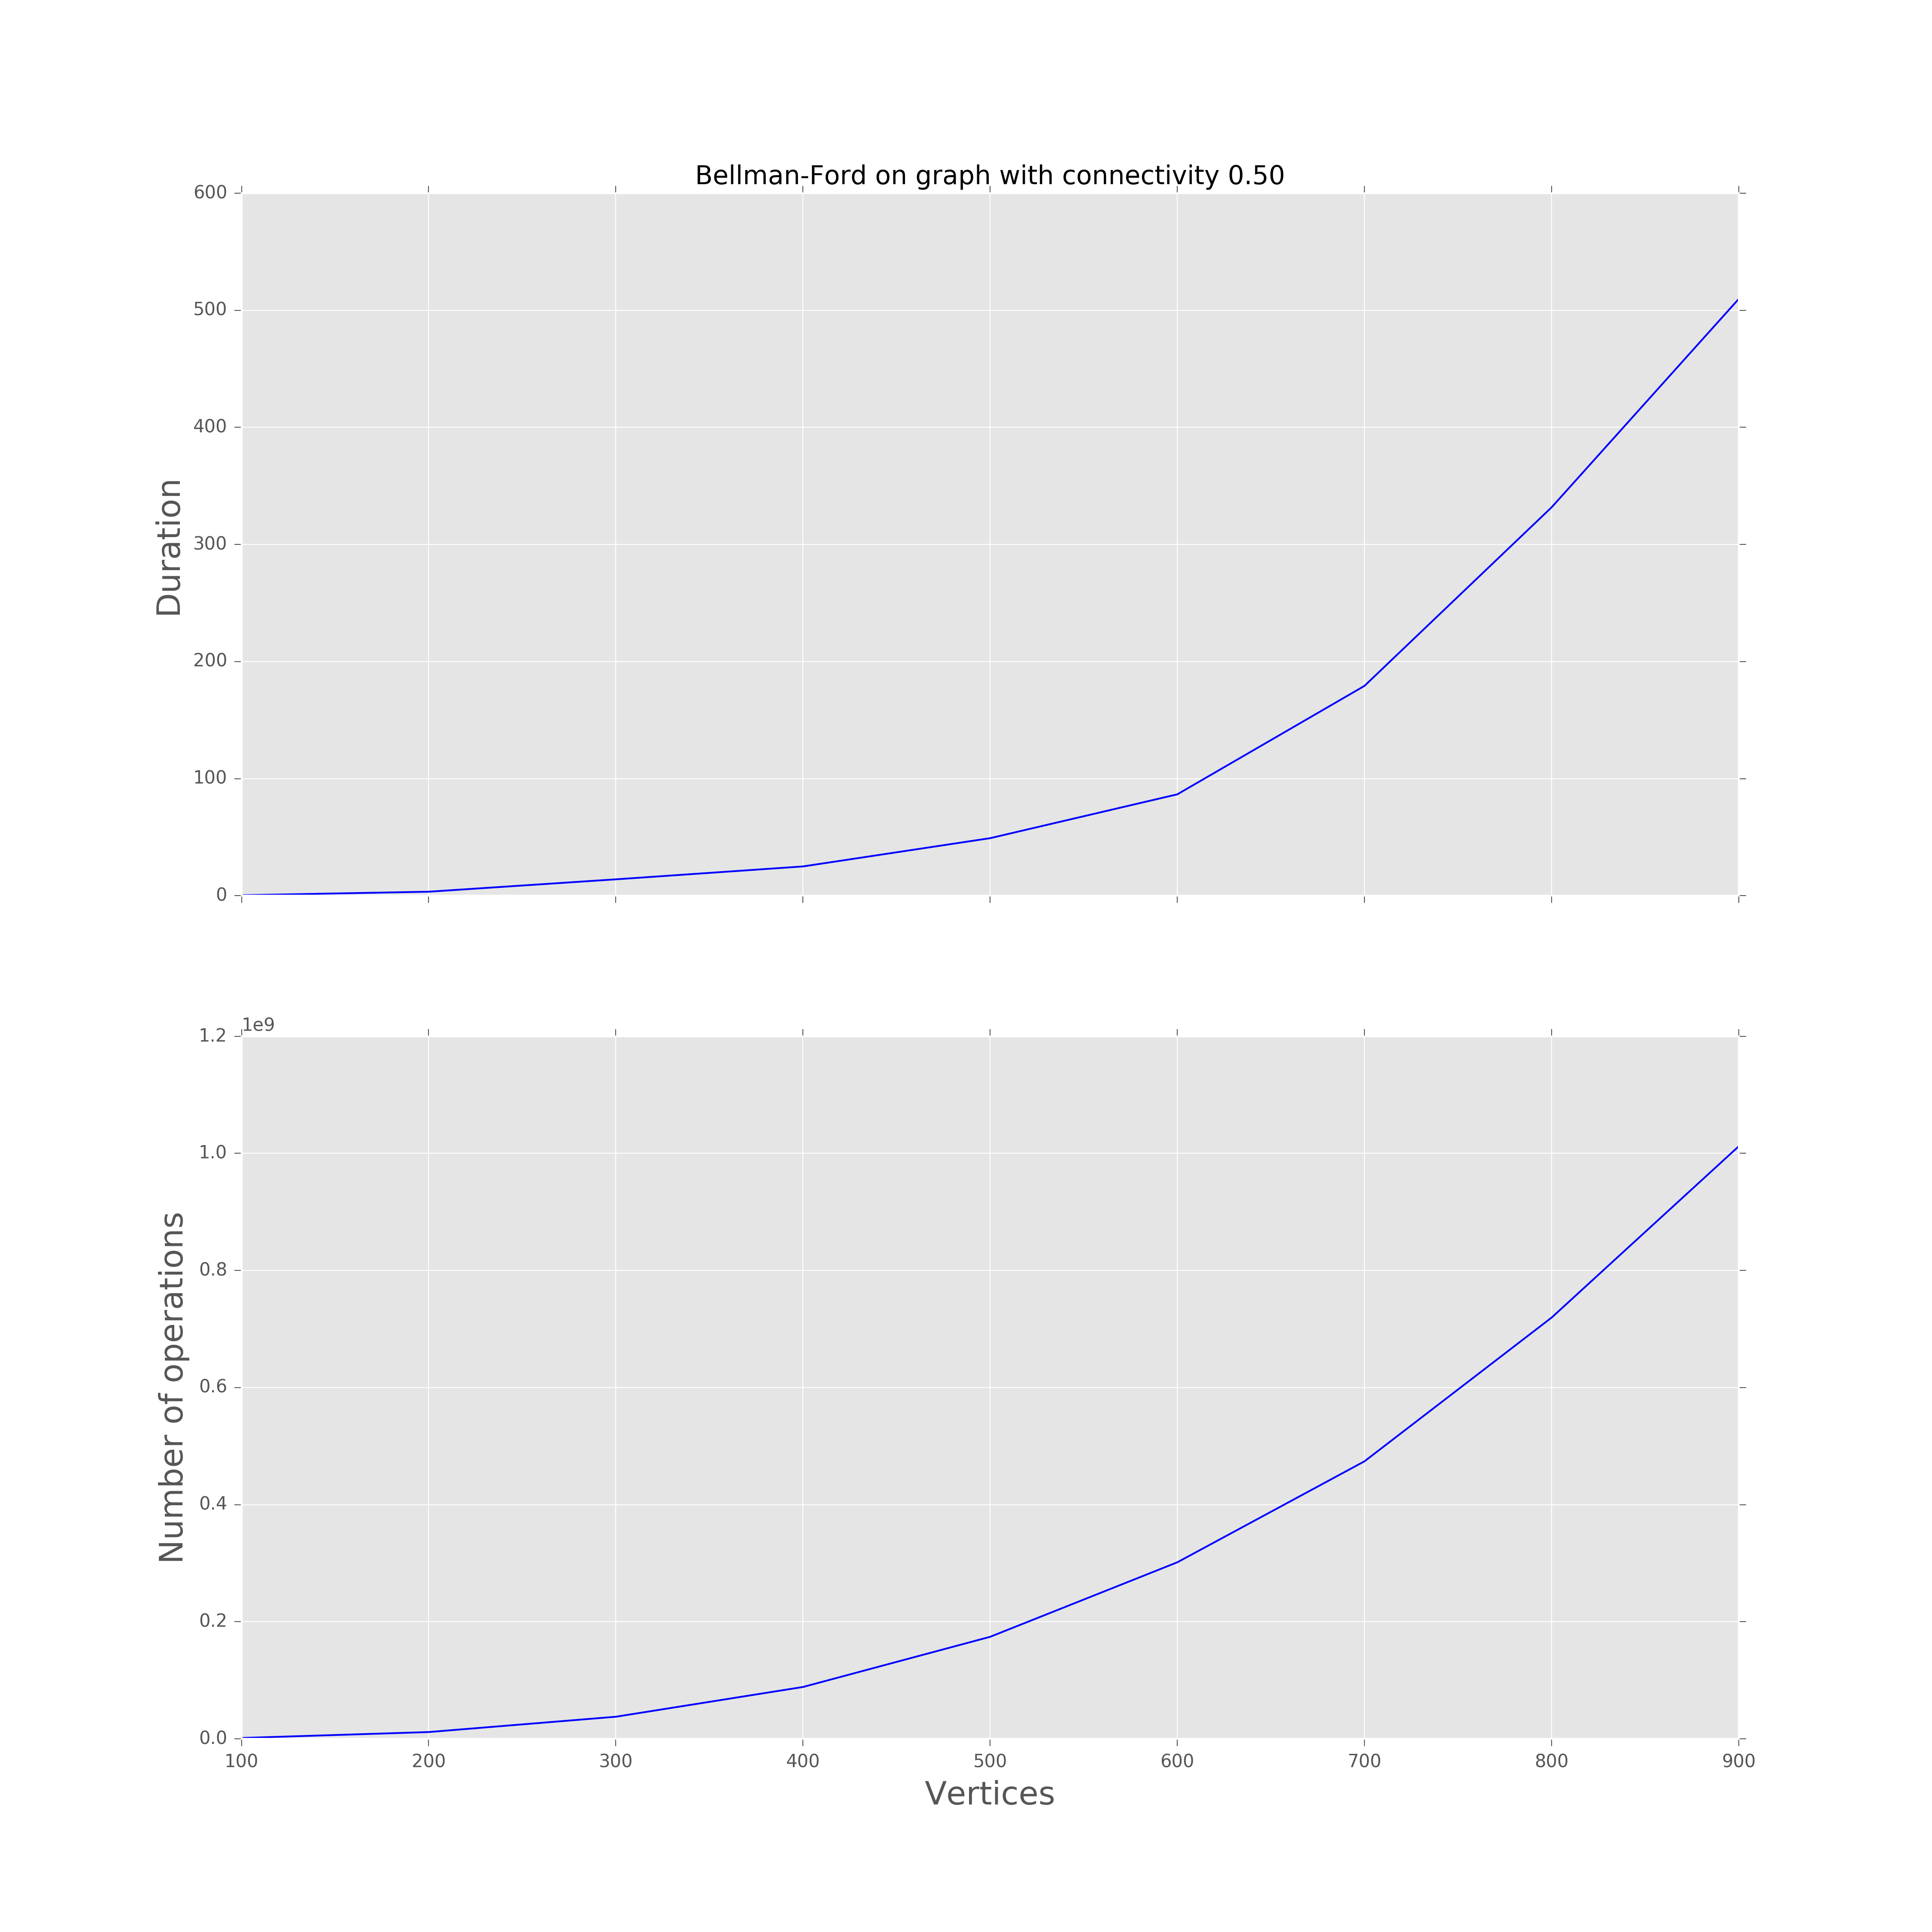 Bellman-Ford on graph with connectivity 0.50
600
500
400
300
200
100
0
Duration
1e9
1.2
1.0
0.8
0.6
0.4
0.2
0.0
Number of operations
100 200 300 400 500 600 700 800 900
Vertices